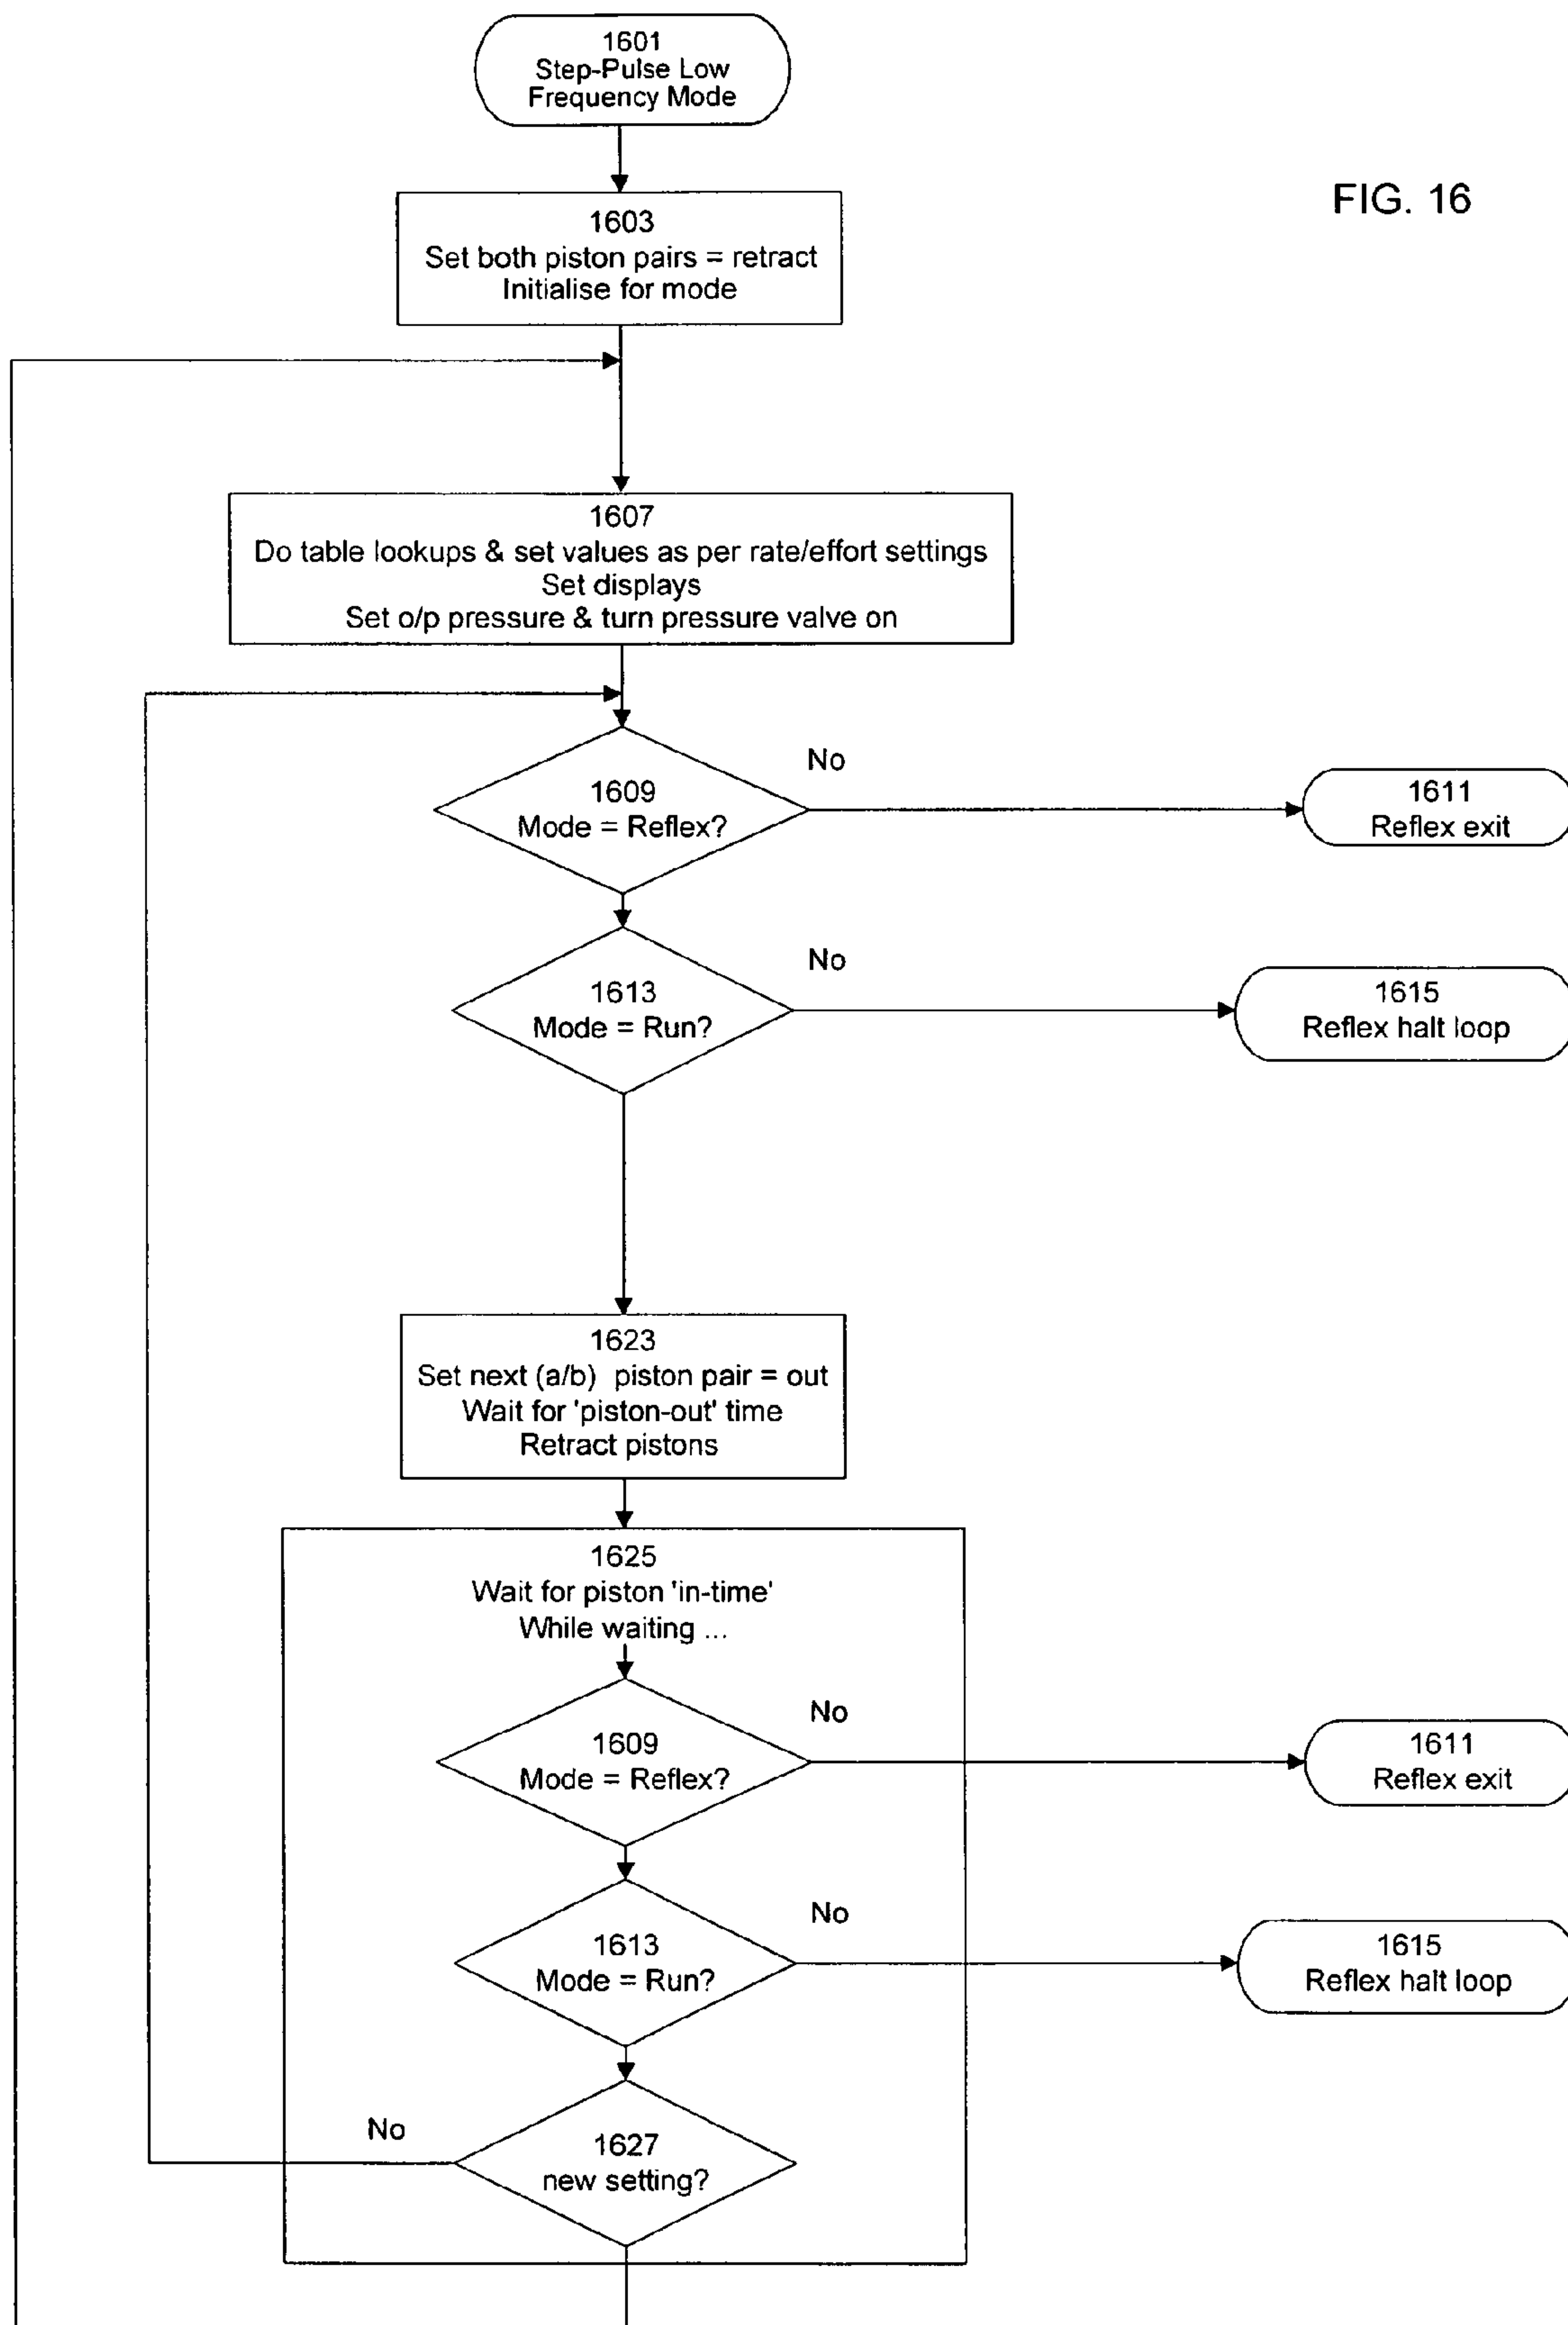 1601
Step-Pulse Low
Frequency Mode
FIG. 16
1603
Set both piston pairs = retract
Initialise for mode
1607
Do table lookups & set values as per rate/effort settings
Set displays
Set o/p pressure & turn pressure valve on
No
1609
Mode = Reflex?
1611
Reflex exit
No
1613
Mode = Run?
1615
Reflex halt loop
1623
Set next (a/b) piston pair = out
Wait for 'piston-out' time
Retract pistons
1625
Wait for piston 'in-time'
While waiting ...
No
1609
Mode = Reflex?
1611
Reflex exit
No
1613
Mode = Run?
1615
Reflex halt loop
No
1627
new setting?